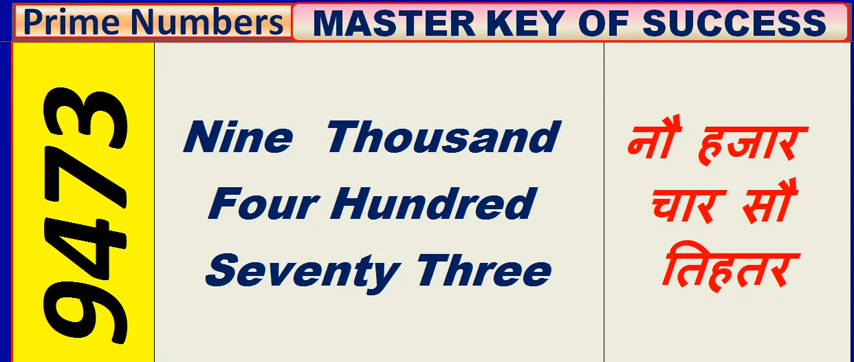 Prime Numbers MASTER KEY OF SUCCESS
9473
Nine Thousand
Four Hundred
Seventy Three
नौ हजार
चार सौ
तिहतर